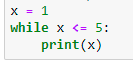 x = 1
while x <= 5:
    print(x)